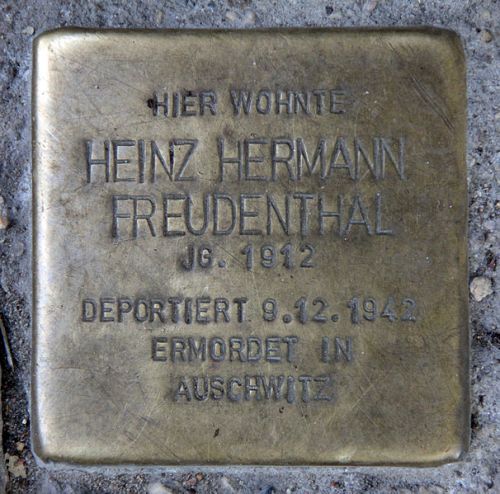 HIER WOHNTE
HEINZ HERMANN
FREUDENTHAL
JG. 1912
DEPORTIERT 9.12.1942
ERMORDET IN
AUSCHWITZ